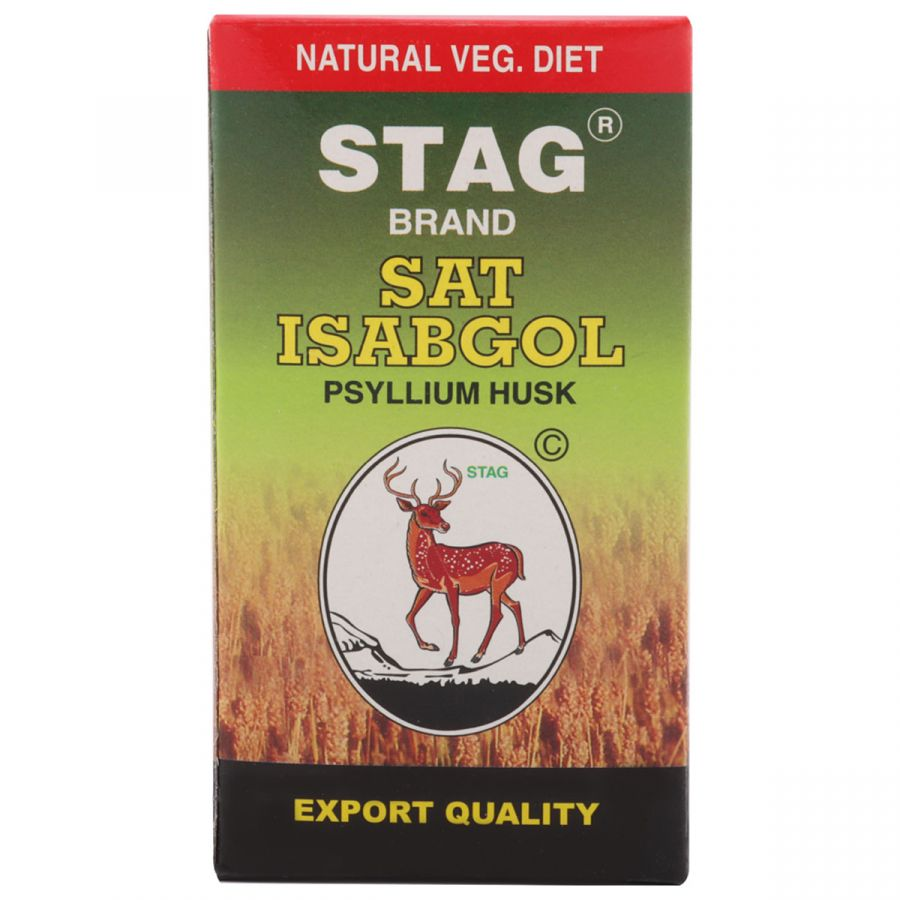 NATURAL VEG. DIET
STAG®
BRAND
SAT
ISABGOL
PSYLLIUM HUSK
©
STAG
EXPORT QUALITY